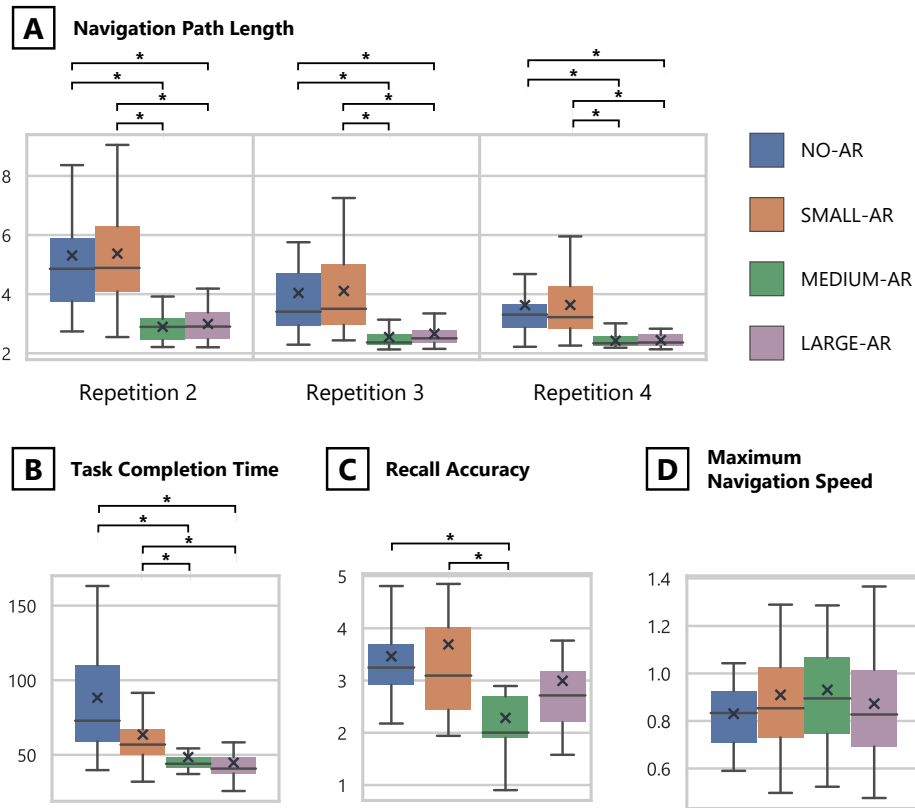 A Navigation Path Length
* * *
* * *
* * *
* * *
8
6
4
2
Repetition 2 Repetition 3 Repetition 4
NO-AR
SMALL-AR
MEDIUM-AR
LARGE-AR
B Task Completion Time
*
*
*
*
150
100
50
C Recall Accuracy
*
*
5
4
3
2
1
D Maximum
Navigation Speed
1.4
1.2
1.0
0.8
0.6